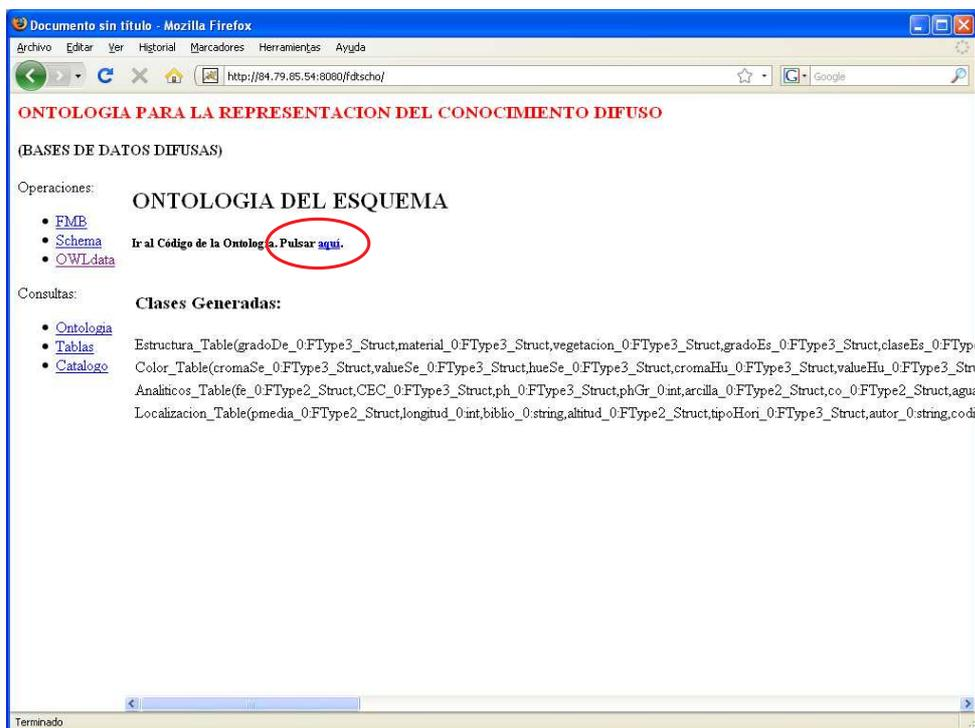 Documento sin título - Mozilla Firefox
Archivo Editar Ver Historial Marcadores Herramientas Ayuda
http://84.79.85.54:8080/fdtscho/ G Google
ONTOLOGIA PARA LA REPRESENTACION DEL CONOCIMIENTO DIFUSO
(BASES DE DATOS DIFUSAS)
Operaciones:
FMB
Schema
OWLdata
Consultas:
Ontologia
Tablas
Catalogo
ONTOLOGIA DEL ESQUEMA
Ir al Código de la Ontología. Pulsar aquí.
Clases Generadas:
Estructura_Table(gradoDe_0:FType3_Struct,material_0:FType3_Struct,vegetacion_0:FType3_Struct,gradoEs_0:FType3_Struct,claseEs_0:FType
Color_Table(cromaSe_0:FType3_Struct,valueSe_0:FType3_Struct,hueSe_0:FType3_Struct,cromaHu_0:FType3_Struct,valueHu_0:FType3_Stru
Analiticos_Table(fe_0:FType2_Struct,CEC_0:FType3_Struct,ph_0:FType3_Struct,phGr_0:int,arcilla_0:FType2_Struct,co_0:FType2_Struct,agua
Localizacion_Table(pmedia_0:FType2_Struct,longitud_0:int,biblio_0:string,altitud_0:FType2_Struct,tipoHori_0:FType3_Struct,autor_0:string,codi
Terminado